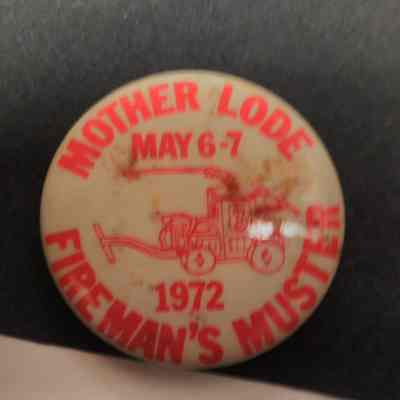 MOTHER LODE
MAY 6-7
1972
FIREMAN'S MUSTER